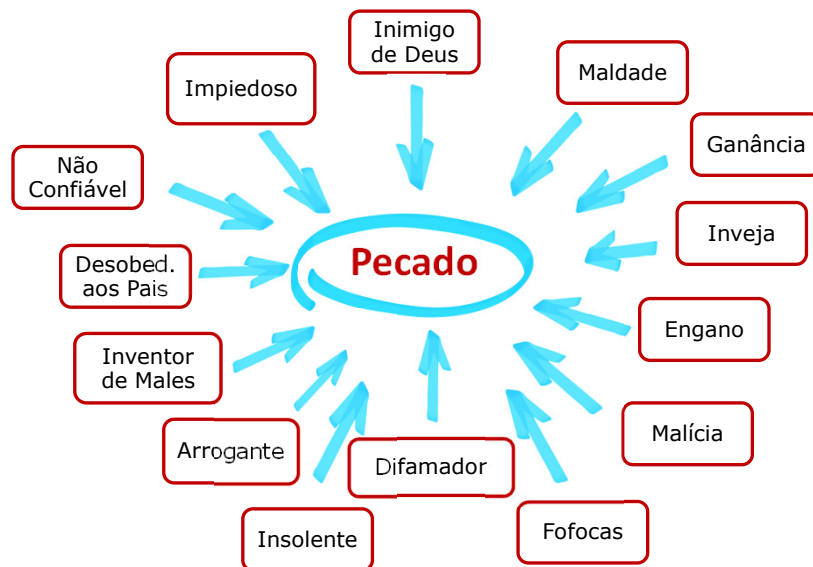 Inimigo
de Deus
Impiedoso
Maldade
Ganância
Não
Confiável
Inveja
Pecado
Desobed.
aos Pais
Engano
Inventor
de Males
Malícia
Arrogante
Difamador
Insolente
Fofocas